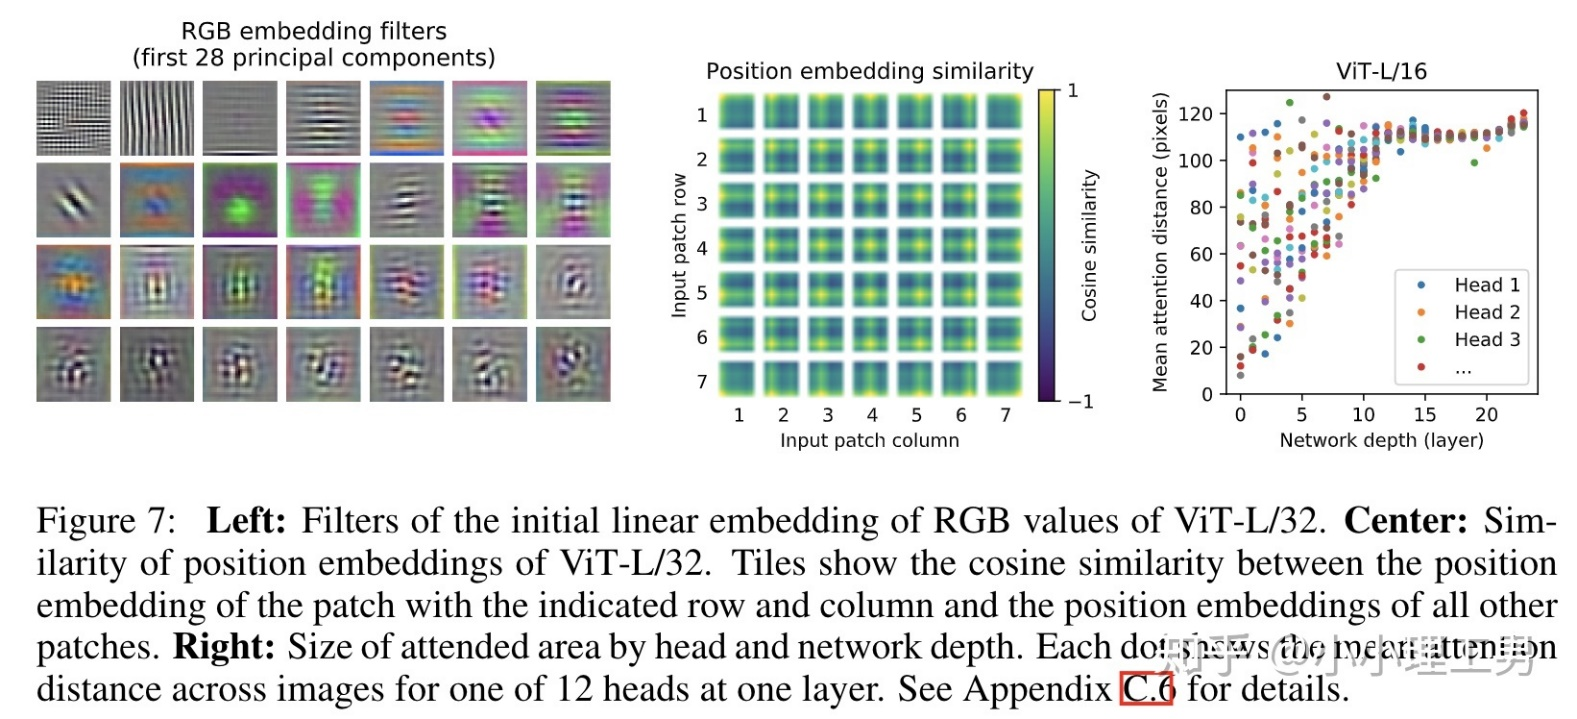 RGB embedding filters
(first 28 principal components)
Position embedding similarity
1
2
3
4
5
6
7
Input patch row
1 2 3 4 5 6 7
Input patch column
1
−1
Cosine similarity
ViT-L/16
120
100
80
60
40
20
0
Mean attention distance (pixels)
Head 1
Head 2
Head 3
...
0 5 10 15 20
Network depth (layer)
Figure 7: Left: Filters of the initial linear embedding of RGB values of ViT-L/32. Center: Sim-
ilarity of position embeddings of ViT-L/32. Tiles show the cosine similarity between the position
embedding of the patch with the indicated row and column and the position embeddings of all other
patches. Right: Size of attended area by head and network depth. Each dot shows the mean attention
distance across images for one of 12 heads at one layer. See Appendix C.6 for details.
知乎 @小小理工男